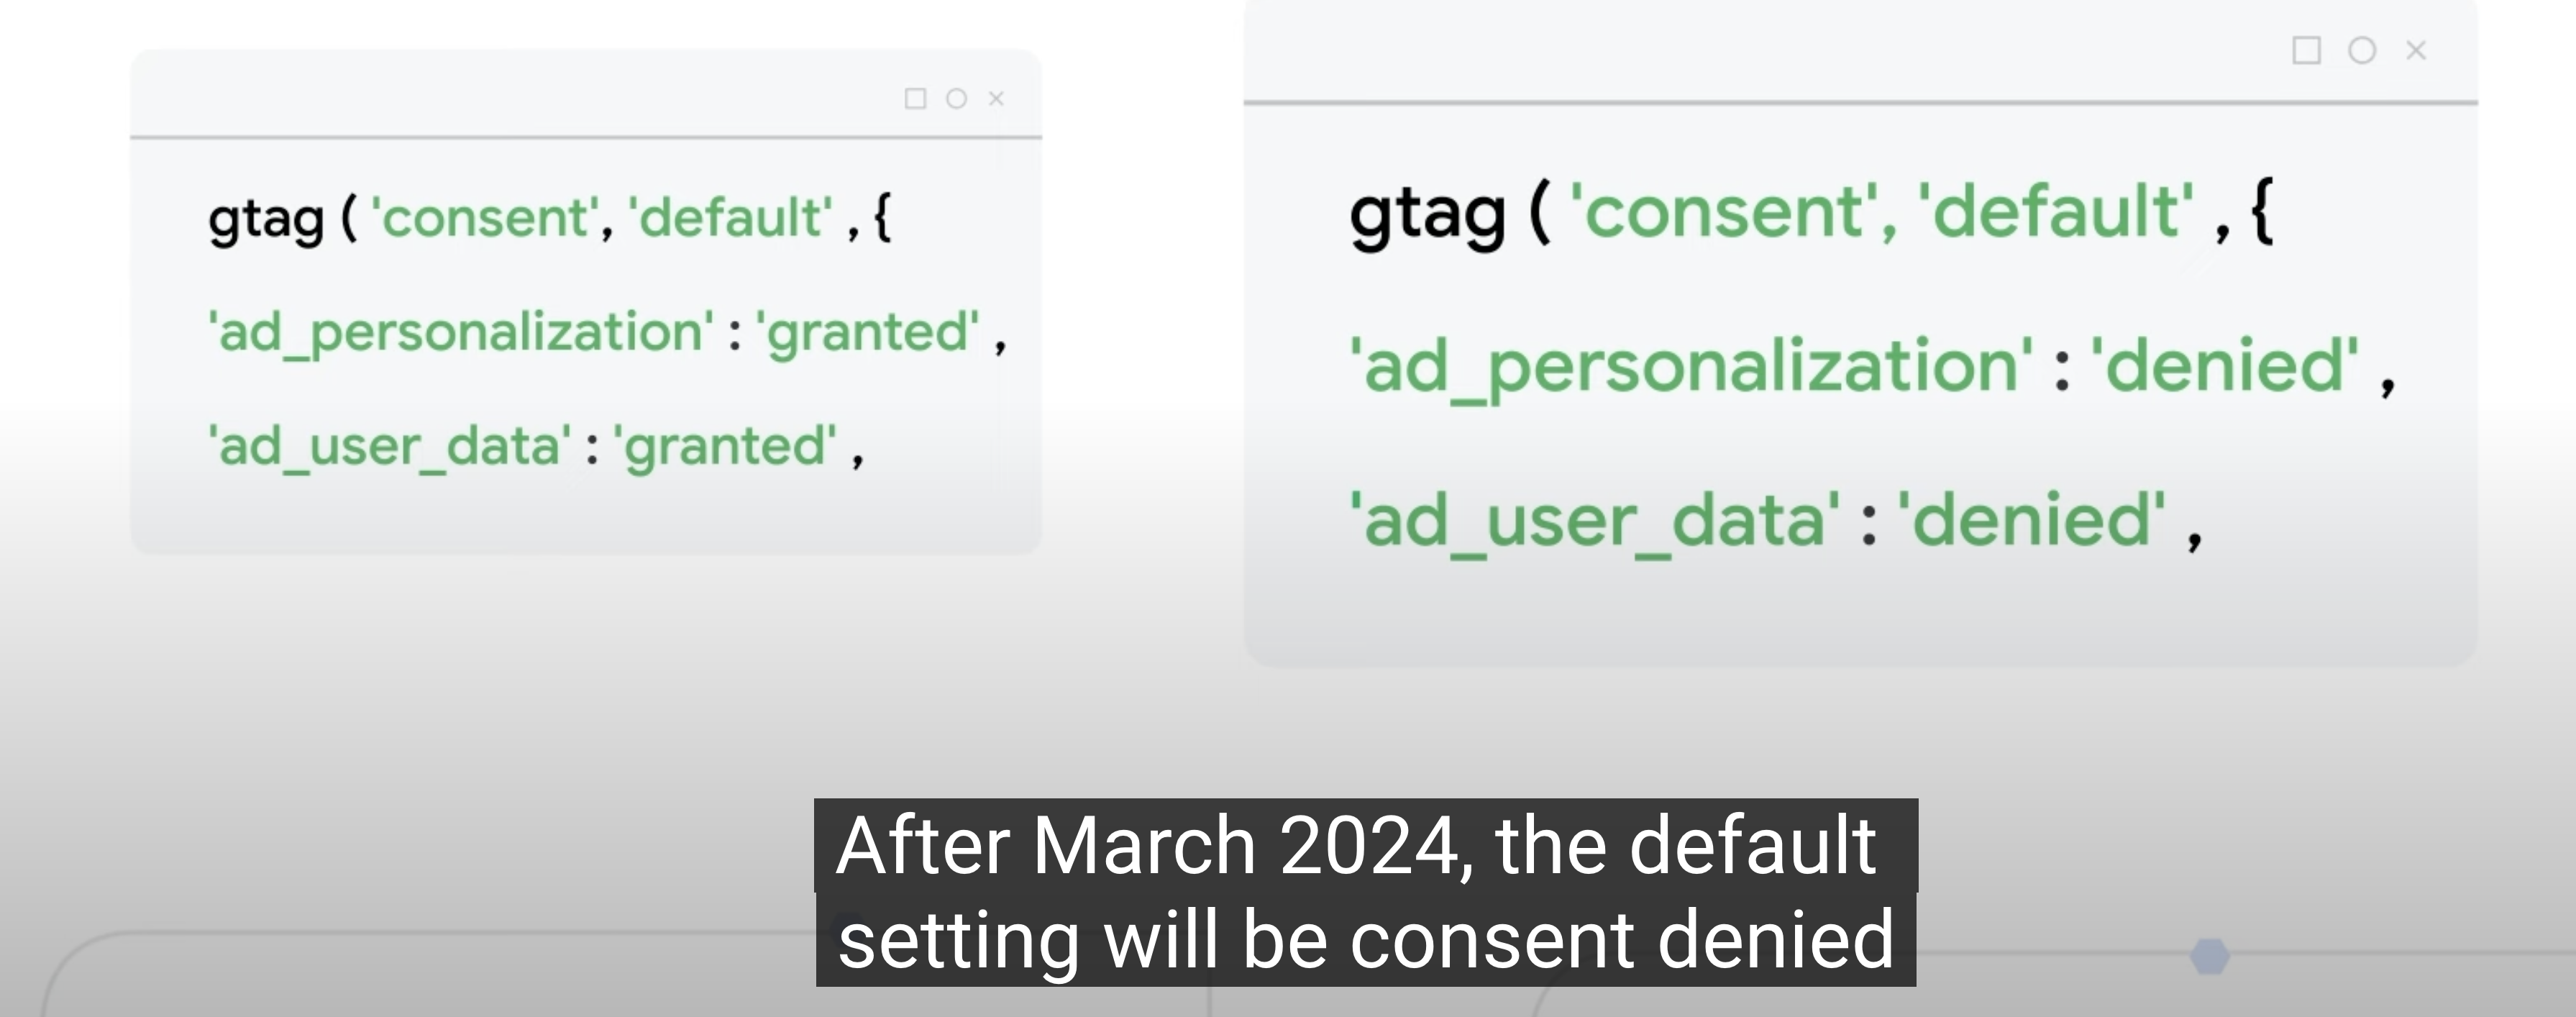 gtag ( 'consent', 'default' , {
'ad_personalization' : 'granted' ,
'ad_user_data' : 'granted' ,
gtag ( 'consent', 'default' , {
'ad_personalization' : 'denied' ,
'ad_user_data' : 'denied' ,
After March 2024, the default
setting will be consent denied